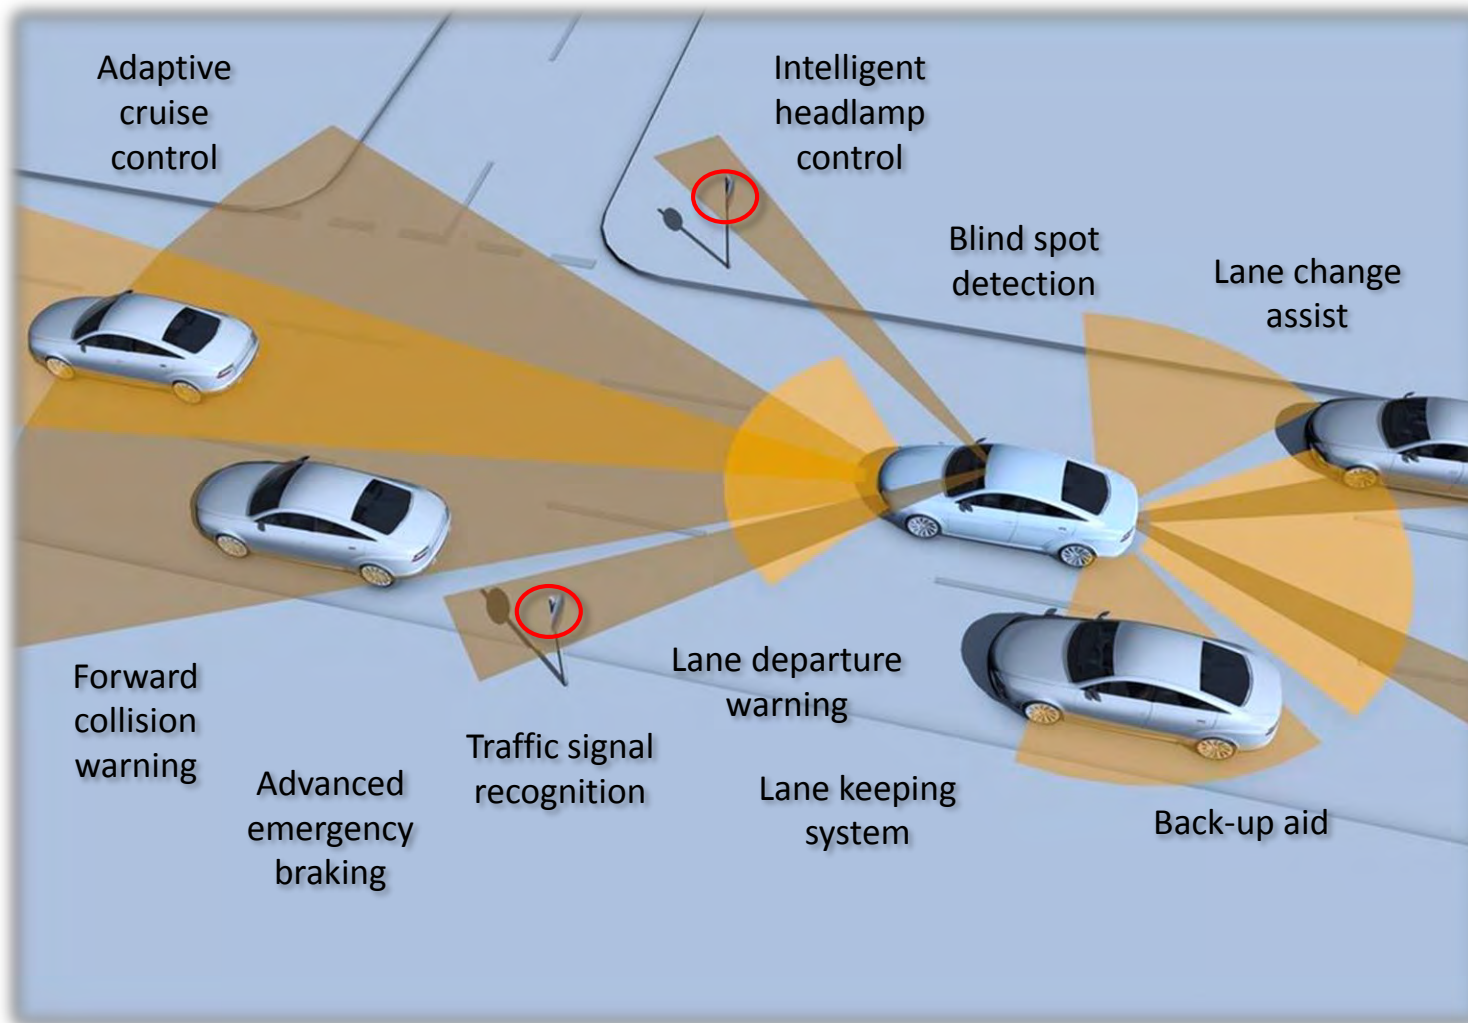 Adaptive
cruise
control
Intelligent
headlamp
control
Blind spot
detection
Lane change
assist
Forward
collision
warning
Advanced
emergency
braking
Traffic signal
recognition
Lane departure
warning
Lane keeping
system
Back-up aid